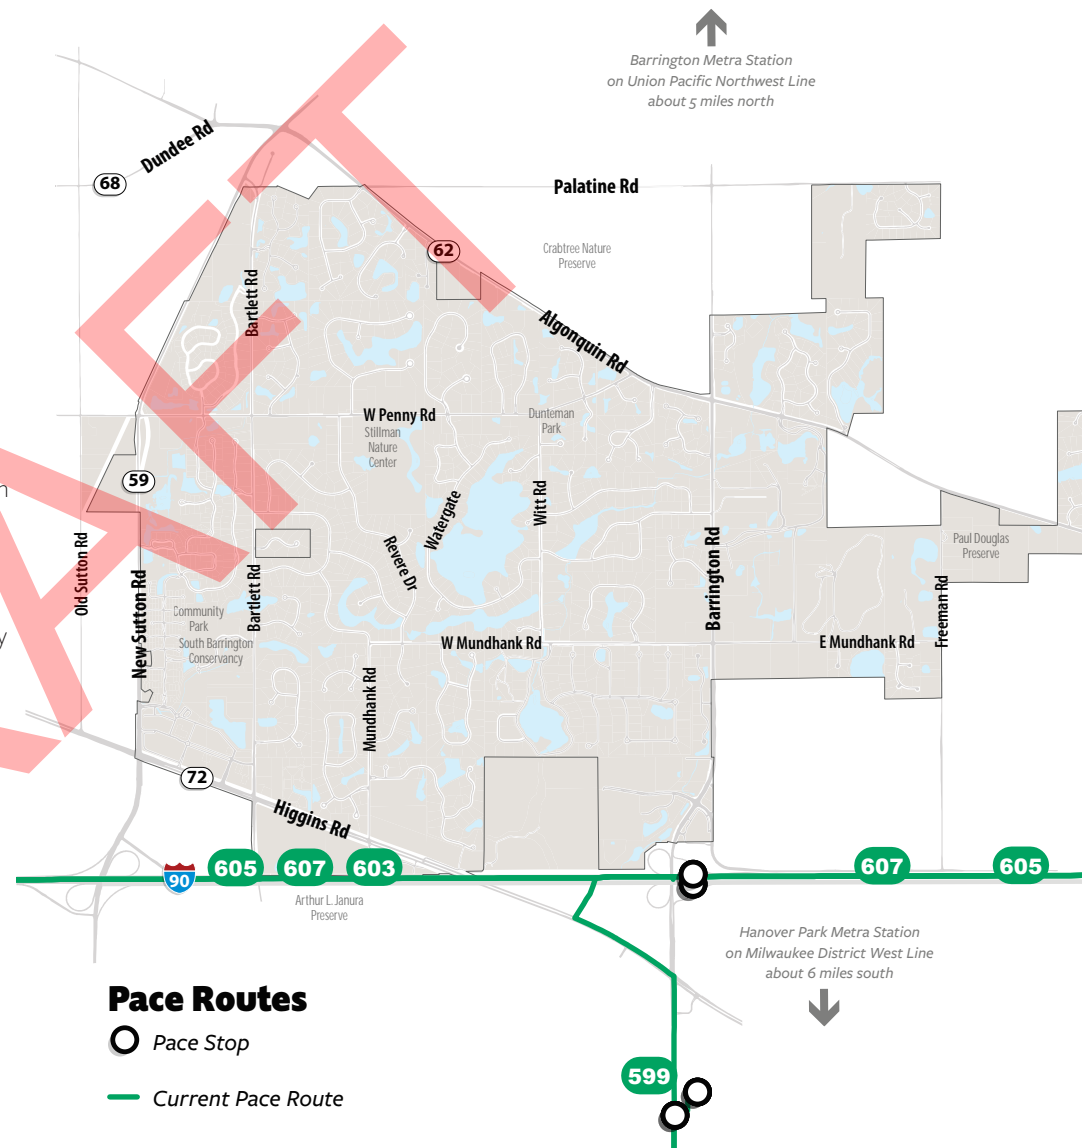 Barrington Metra Station
on Union Pacific Northwest Line
about 5 miles north
Dundee Rd
68
Palatine Rd
62
Crabtree Nature
Preserve
Bartlett Rd
Algonquin Rd
W Penny Rd
Stillman
Nature
Center
Dunteman
Park
59
n
Witt Rd
Watergate
Revere Dr
Barrington Rd
Paul Douglas
Preserve
Old Sutton Rd
New Sutton Rd
Bartlett Rd
Freeman Rd
Community
Park
South Barrington
Conservancy
y
W Mundhank Rd
E Mundhank Rd
Mundhank Rd
72
Higgins Rd
90
605
607
603
607
605
Arthur L. Janura
Preserve
Hanover Park Metra Station
on Milwaukee District West Line
about 6 miles south
Pace Routes
Pace Stop
599
Current Pace Route